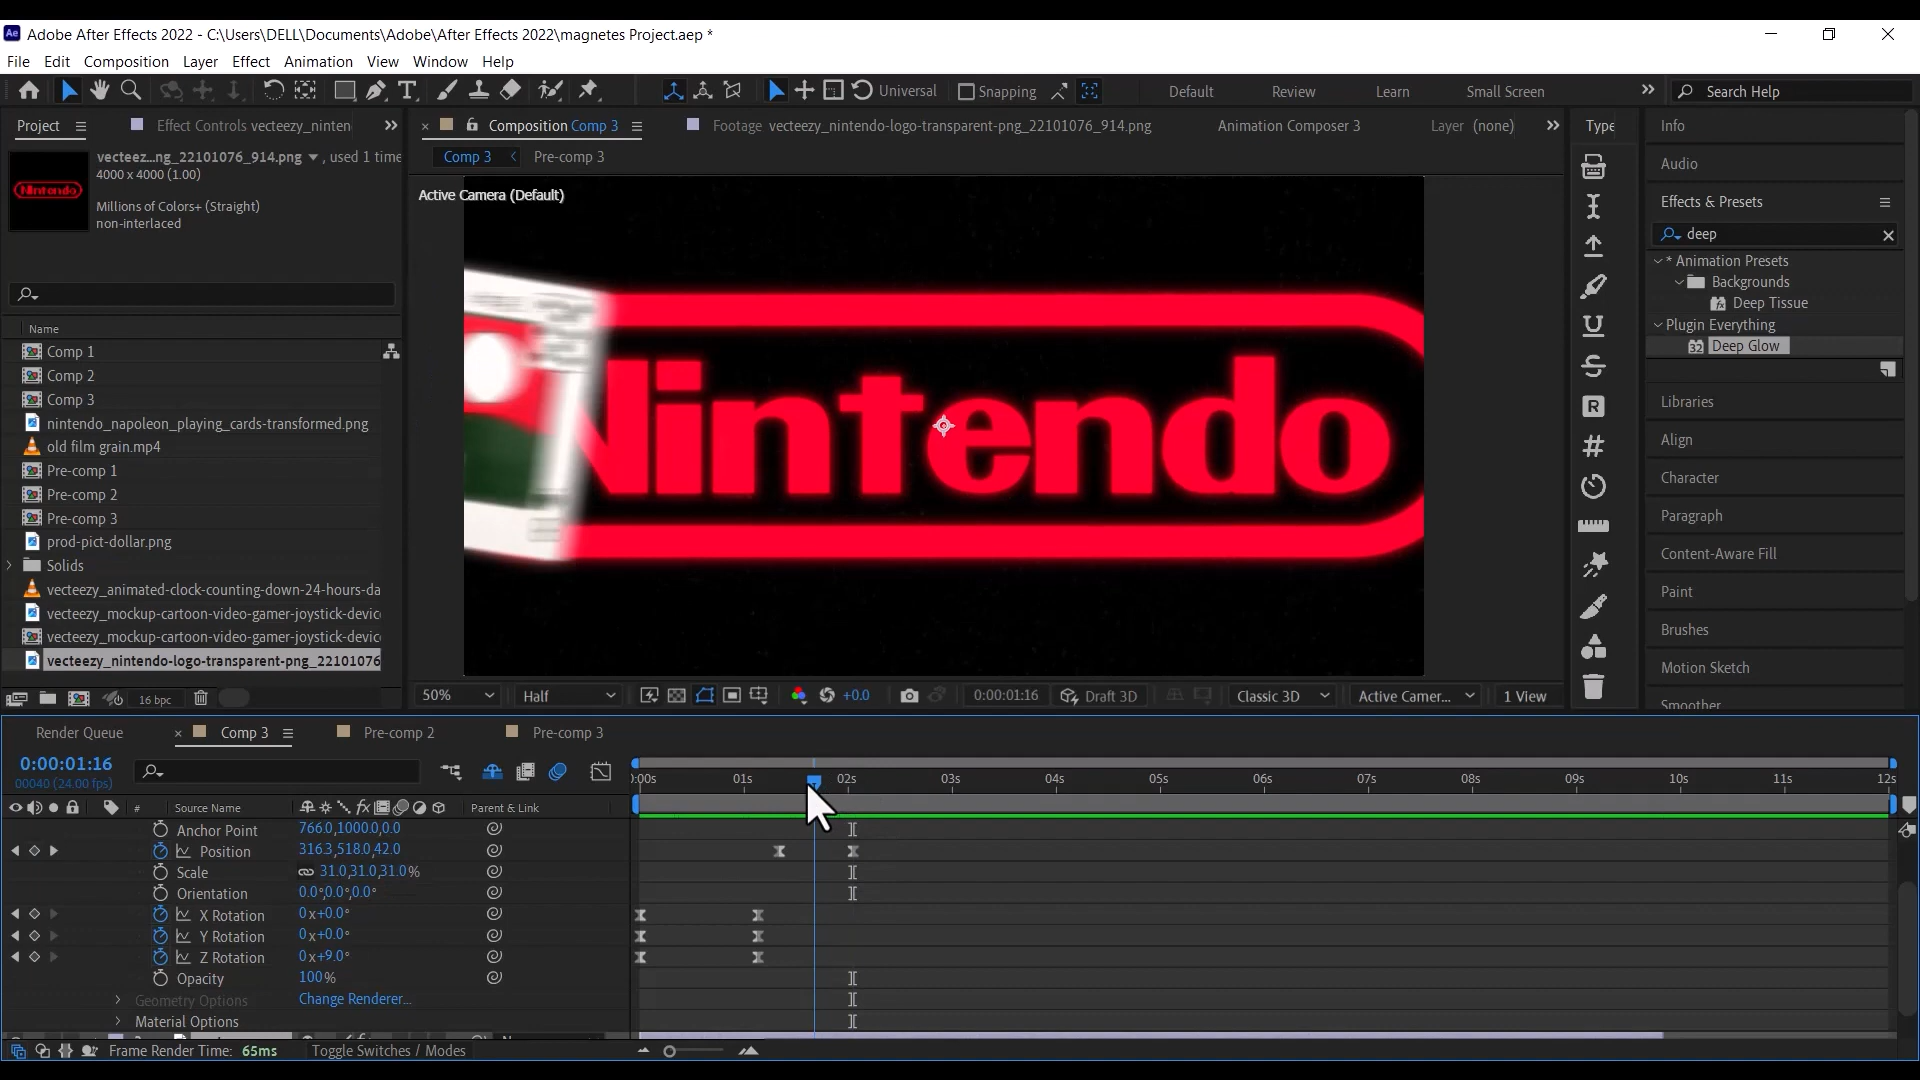 Adobe After Effects 2022 - C:\Users\DELL\Documents\Adobe\After Effects 2022\magnetes Project.aep *
File Edit Composition Layer Effect Animation View Window Help
Universal Snapping Default Review Learn Small Screen Search Help
Project Effect Controls vecteezy_ninten Composition Comp 3 Footage vecteezy_nintendo-logo-transparent-png_22101076_914.png Animation Composer 3 Layer (none)
Comp 3 Pre-comp 3
vecteez...ng_22101076_914.png , used 1 time
4000 x 4000 (1.00)
Millions of Colors+ (Straight)
non-interlaced
Nintendo
Active Camera (Default)
Nintendo
Type
Info
Audio
Effects & Presets
deep
* Animation Presets
Backgrounds
Deep Tissue
Plugin Everything
Deep Glow
Libraries
Align
Character
Paragraph
Content-Aware Fill
Paint
Brushes
Motion Sketch
Smoother
Name
Comp 1
Comp 2
Comp 3
nintendo_napoleon_playing_cards-transformed.png
old film grain.mp4
Pre-comp 1
Pre-comp 2
Pre-comp 3
prod-pict-dollar.png
Solids
vecteezy_animated-clock-counting-down-24-hours-da
vecteezy_mockup-cartoon-video-gamer-joystick-device
vecteezy_mockup-cartoon-video-gamer-joystick-device
vecteezy_nintendo-logo-transparent-png_22101076
16 bpc
50% Half +0.0 0:00:01:16 Draft 3D Classic 3D Active Camer... 1 View
Render Queue Comp 3 Pre-comp 2 Pre-comp 3
0:00:01:16
00040 (24.00 fps)
):00s 01s 02s 03s 04s 05s 06s 07s 08s 09s 10s 11s 12s
# Source Name Parent & Link
Anchor Point 766.0,1000.0,0.0
Position 316.3,518.0,42.0
Scale 31.0,31.0,31.0%
Orientation 0.0°,0.0°,0.0°
X Rotation 0x+0.0°
Y Rotation 0x+0.0°
Z Rotation 0x+9.0°
Opacity 100%
Geometry Options Change Renderer...
Material Options
Frame Render Time: 65ms Toggle Switches / Modes